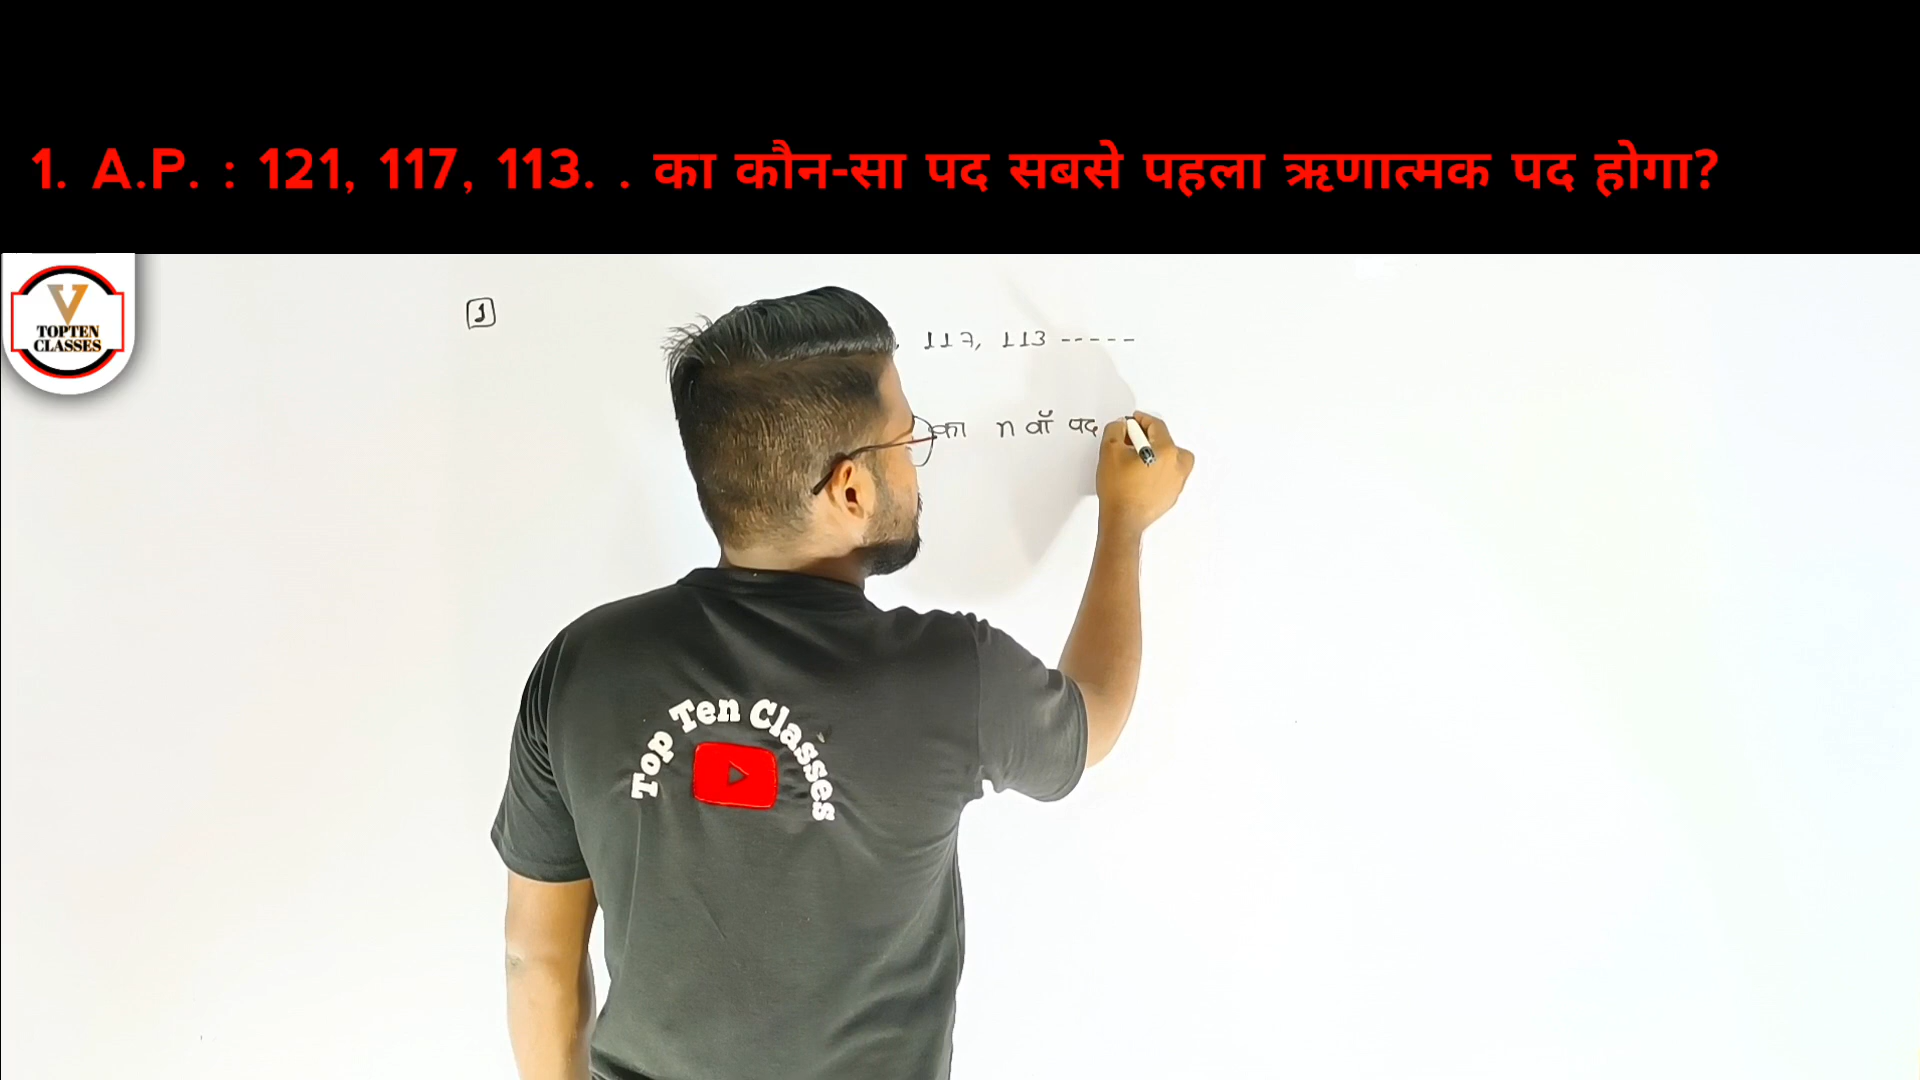 1. A.P. : 121, 117, 113. . का कौन-सा पद सबसे पहला ऋणात्मक पद होगा?
V
TOPTEN
CLASSES
1
, 117, 113 -----
का n वाँ पद
Top Ten Classes